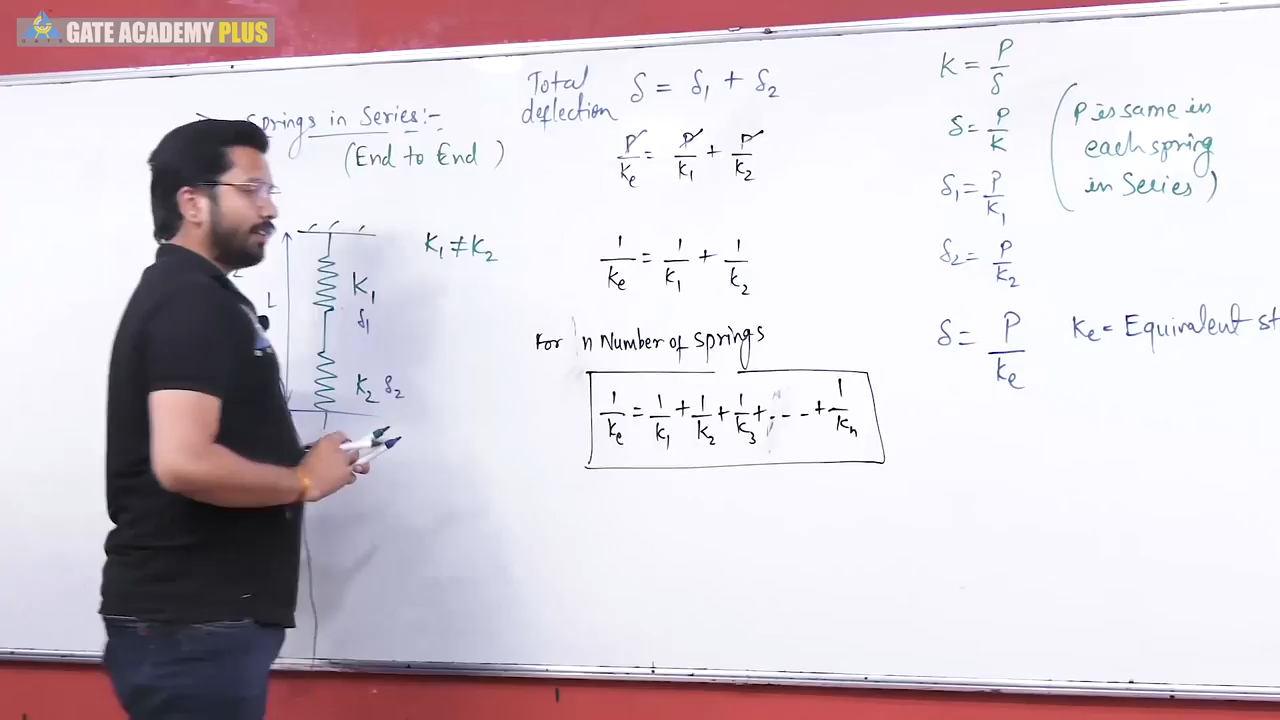 GATE ACADEMY PLUS
Springs in Series:-
(End to End)
L
K₁
δ₁
K₂ δ₂
K₁ ≠ K₂
Total deflection δ = δ₁ + δ₂
P/Ke = P/K₁ + P/K₂
1/Ke = 1/K₁ + 1/K₂
For n Number of Springs
1/Ke = 1/K₁ + 1/K₂ + 1/K₃ + --- + 1/Kn
K = P/δ
δ = P/K
δ₁ = P/K₁
δ₂ = P/K₂
(P is same in
each spring
in Series)
δ = P/Ke
Ke = Equivalent st